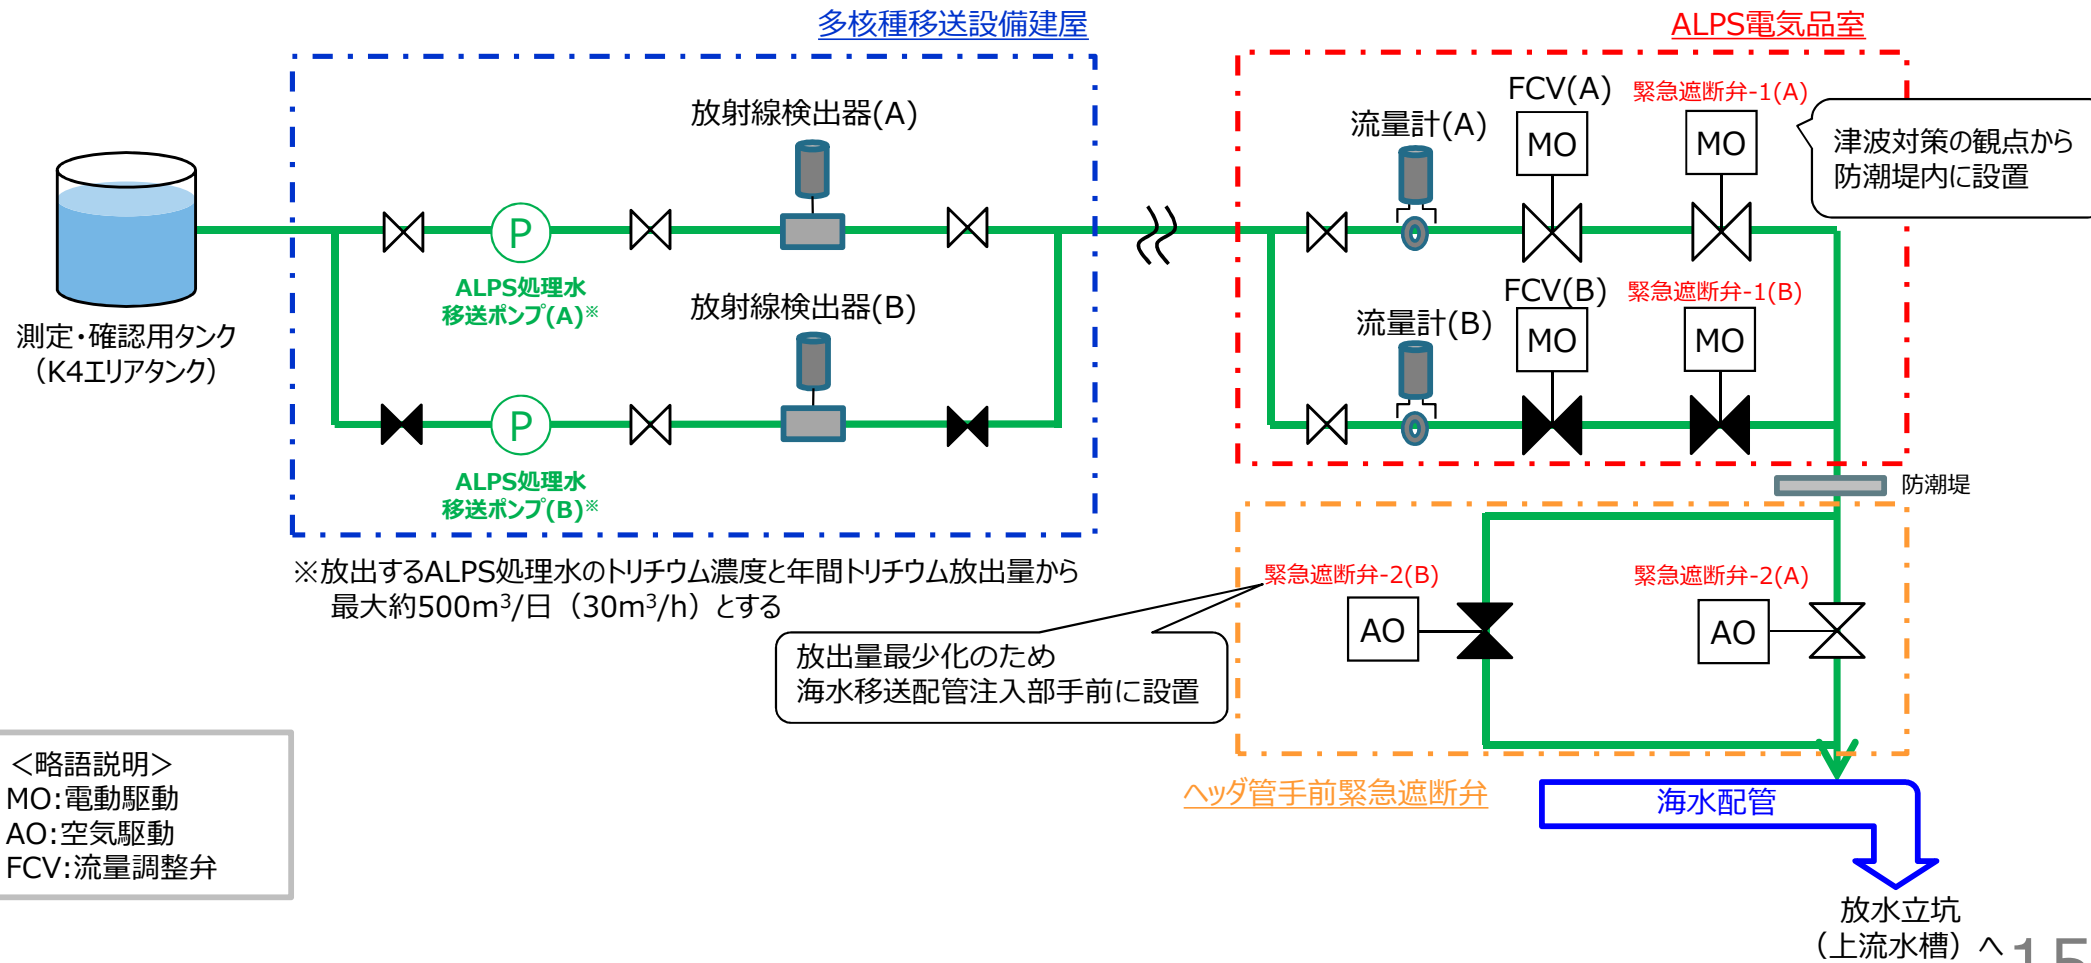 多核種移送設備建屋
ALPS電気品室
放射線検出器(A)
流量計(A)
FCV(A)
緊急遮断弁-1(A)
MO
MO
津波対策の観点から
防潮堤内に設置
P
ALPS処理水
移送ポンプ(A)※
放射線検出器(B)
流量計(B)
FCV(B)
緊急遮断弁-1(B)
MO
MO
測定・確認用タンク
（K4エリアタンク）
P
ALPS処理水
移送ポンプ(B)※
防潮堤
※放出するALPS処理水のトリチウム濃度と年間トリチウム放出量から
最大約500m³/日（30m³/h）とする
緊急遮断弁-2(B)
緊急遮断弁-2(A)
AO
AO
放出量最少化のため
海水移送配管注入部手前に設置
ヘッダ管手前緊急遮断弁
海水配管
＜略語説明＞
MO:電動駆動
AO:空気駆動
FCV:流量調整弁
放水立坑
（上流水槽）へ
15